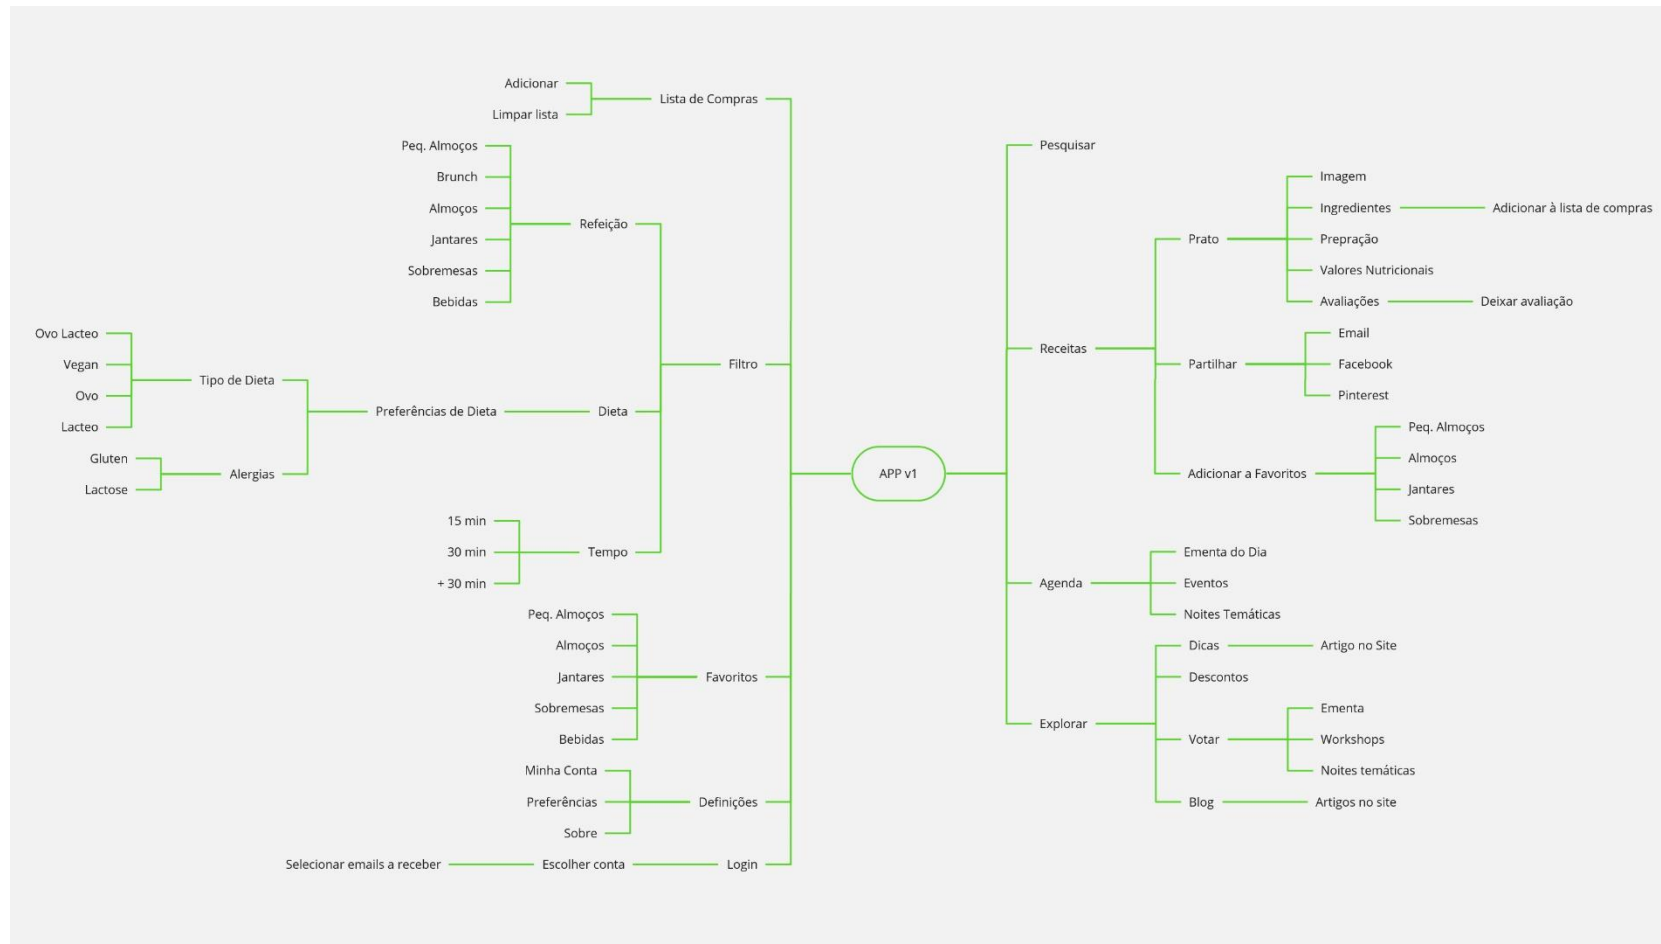 Lista de Compras
Adicionar
Limpar lista
Filtro
Refeição
Peq. Almoços
Brunch
Almoços
Jantares
Sobremesas
Bebidas
Dieta
Preferências de Dieta
Tipo de Dieta
Ovo Lacteo
Vegan
Ovo
Lacteo
Alergias
Gluten
Lactose
Tempo
15 min
30 min
+ 30 min
Favoritos
Peq. Almoços
Almoços
Jantares
Sobremesas
Bebidas
Definições
Minha Conta
Preferências
Sobre
Login
Escolher conta
Selecionar emails a receber
APP v1
Pesquisar
Receitas
Prato
Imagem
Ingredientes
Adicionar à lista de compras
Prepração
Valores Nutricionais
Avaliações
Deixar avaliação
Partilhar
Email
Facebook
Pinterest
Adicionar a Favoritos
Peq. Almoços
Almoços
Jantares
Sobremesas
Agenda
Ementa do Dia
Eventos
Noites Temáticas
Explorar
Dicas
Artigo no Site
Descontos
Votar
Ementa
Workshops
Noites temáticas
Blog
Artigos no site